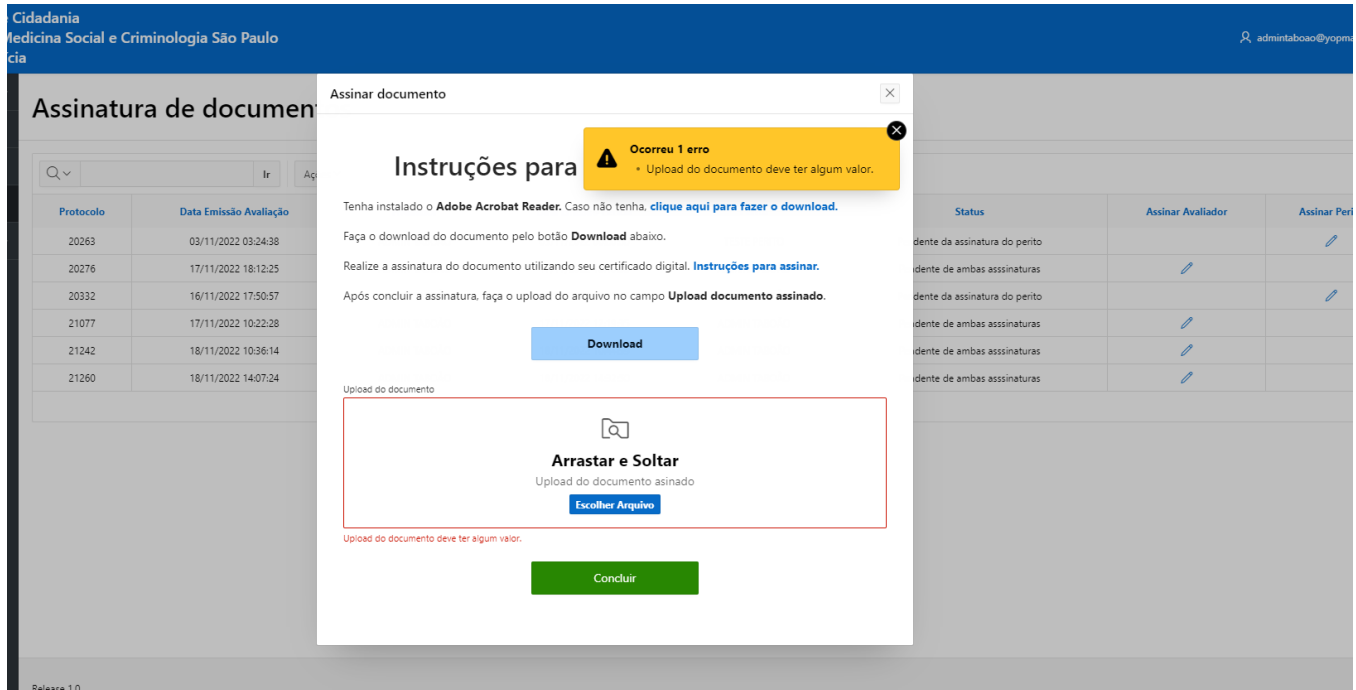 Cidadania
Medicina Social e Criminologia São Paulo
cia
admintaboao@yopma
Assinatura de documen
Ir
Protocolo Data Emissão Avaliação Status Assinar Avaliador Assinar Peri
20263 03/11/2022 03:24:38 dente da assinatura do perito
20276 17/11/2022 18:12:25 dente de ambas asssinaturas
20332 16/11/2022 17:50:57 dente da assinatura do perito
21077 17/11/2022 10:22:28 dente de ambas asssinaturas
21242 18/11/2022 10:36:14 dente de ambas asssinaturas
21260 18/11/2022 14:07:24 dente de ambas asssinaturas
Assinar documento
Ocorreu 1 erro
Upload do documento deve ter algum valor.
Instruções para
Tenha instalado o Adobe Acrobat Reader. Caso não tenha, clique aqui para fazer o download.
Faça o download do documento pelo botão Download abaixo.
Realize a assinatura do documento utilizando seu certificado digital. Instruções para assinar.
Após concluir a assinatura, faça o upload do arquivo no campo Upload documento assinado.
Download
Upload do documento
Arrastar e Soltar
Upload do documento asinado
Escolher Arquivo
Upload do documento deve ter algum valor.
Concluir
Release 1.0